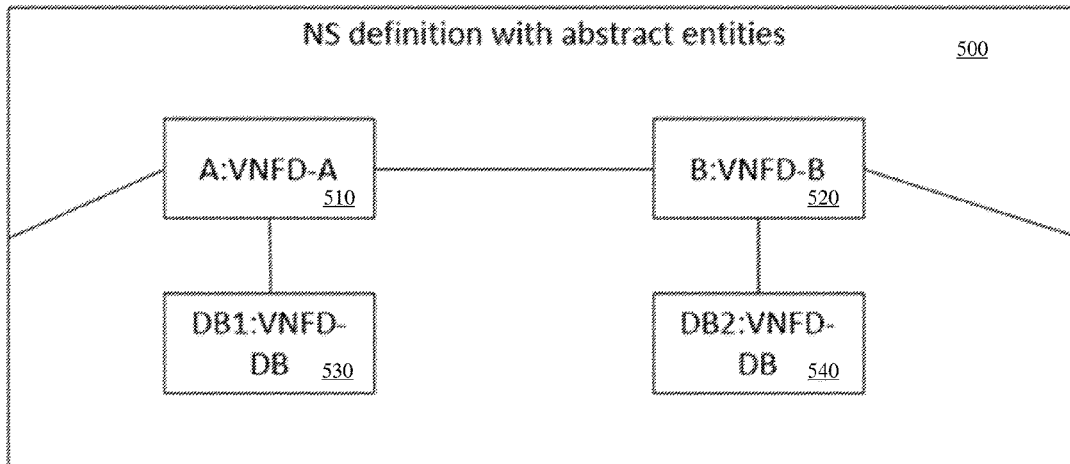 NS definition with abstract entities
500
A:VNFD-A
510
B:VNFD-B
520
DB1:VNFD-
DB 530
DB2:VNFD-
DB 540